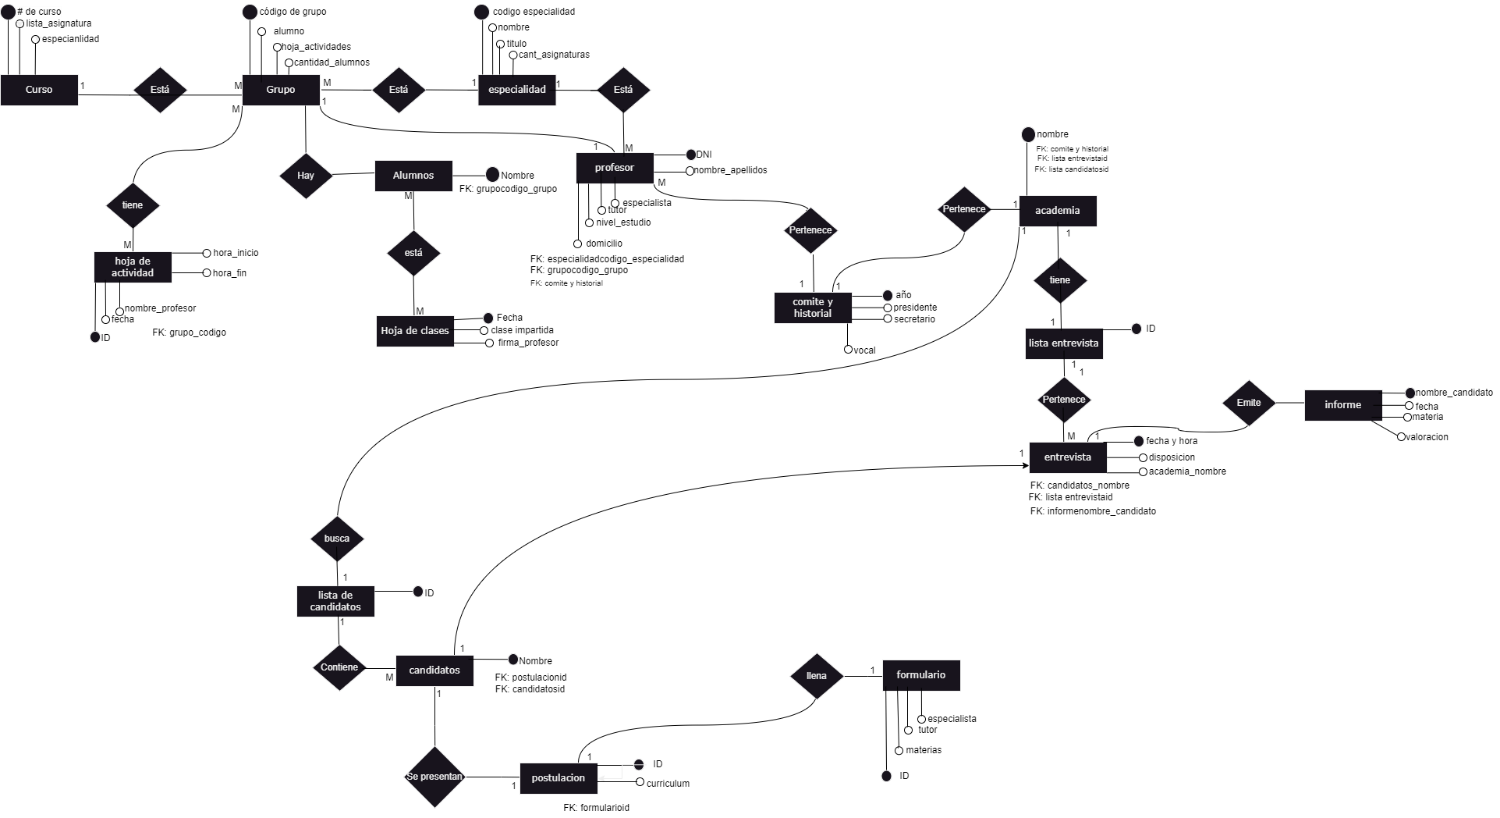 # de curso
lista_asignatura
especianlidad
código de grupo
alumno
hoja_actividades
cantidad_alumnos
codigo especialidad
nombre
titulo
cant_asignaturas
Curso
1
Está
M
Grupo
M
Está
1
especialidad
1
Está
M
1
M
1
Hay
Alumnos
Nombre
FK: grupocodigo_grupo
M
profesor
DNI
nombre_apellidos
M
especialista
tutor
nivel_estudio
domicilio
FK: especialidadcodigo_especialidad
FK: grupocodigo_grupo
FK: comite y historial
nombre
FK: comite y historial
FK: lista entrevistaid
FK: lista candidatosid
Pertenece
1
academia
1
1
tiene
M
hoja de
actividad
hora_inicio
hora_fin
nombre_profesor
fecha
ID
FK: grupo_codigo
está
M
Hoja de clases
Fecha
clase impartida
firma_profesor
Pertenece
1
1
comite y
historial
año
presidente
secretario
vocal
tiene
1
lista entrevista
ID
1
1
Pertenece
M
1
1
entrevista
fecha y hora
disposicion
academia_nombre
FK: candidatos_nombre
FK: lista entrevistaid
FK: informenombre_candidato
Emite
informe
nombre_candidato
fecha
materia
valoracion
busca
1
lista de
candidatos
ID
1
Contiene
M
1
candidatos
Nombre
FK: postulacionid
FK: candidatosid
1
llena
1
formulario
especialista
tutor
materias
ID
Se presentan
1
1
postulacion
ID
curriculum
FK: formularioid